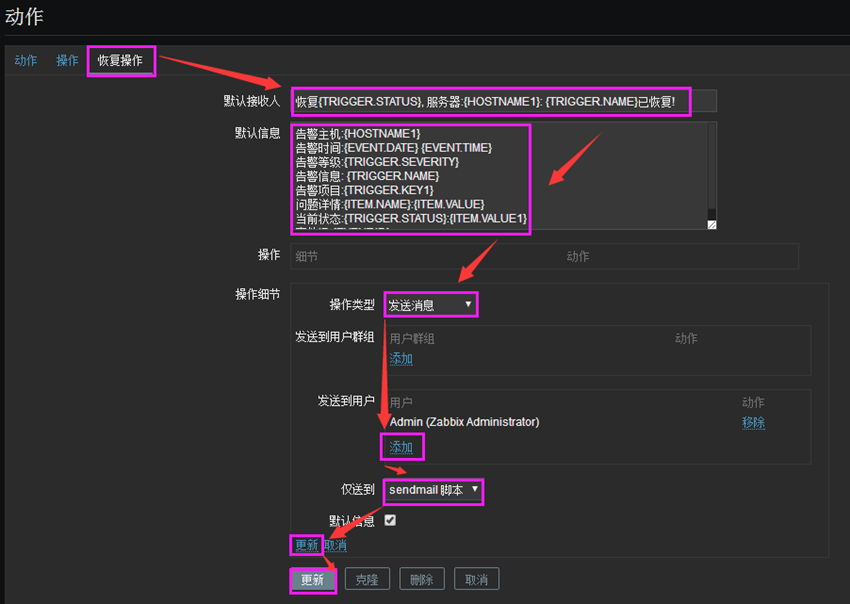 动作
动作 操作 恢复操作
默认接收人 恢复{TRIGGER.STATUS}, 服务器:{HOSTNAME1}: {TRIGGER.NAME}已恢复!
默认信息 告警主机:{HOSTNAME1}
告警时间:{EVENT.DATE} {EVENT.TIME}
告警等级:{TRIGGER.SEVERITY}
告警信息: {TRIGGER.NAME}
告警项目:{TRIGGER.KEY1}
问题详情:{ITEM.NAME}:{ITEM.VALUE}
当前状态:{TRIGGER.STATUS}:{ITEM.VALUE1}
操作 细节 动作
操作细节
操作类型 发送消息
发送到用户群组 用户群组 动作
添加
发送到用户 用户 动作
Admin (Zabbix Administrator) 移除
添加
仅送到 sendmail 脚本
默认信息
更新 取消
更新 克隆 删除 取消